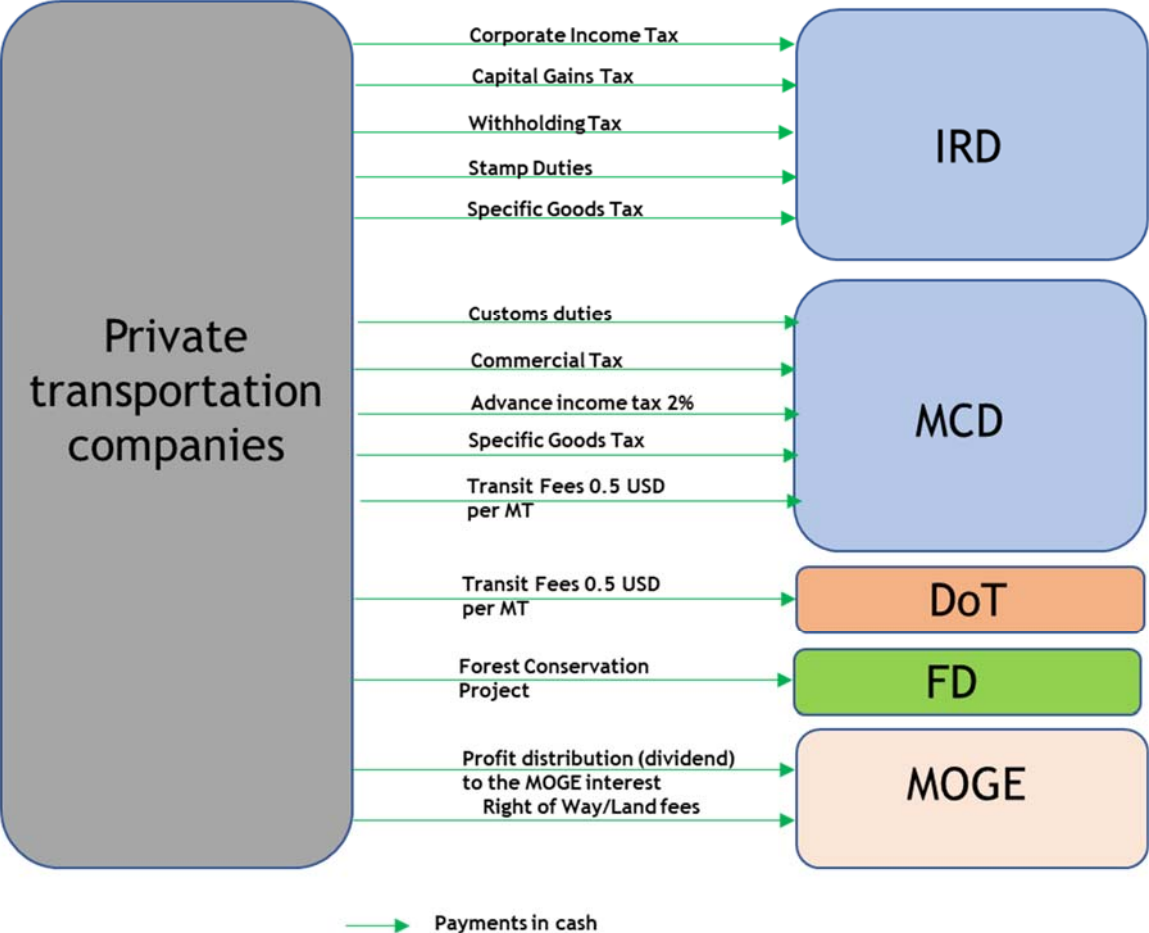 Private
transportation
companies
Corporate Income Tax
Capital Gains Tax
Withholding Tax
Stamp Duties
Specific Goods Tax
IRD
Customs duties
Commercial Tax
Advance income tax 2%
Specific Goods Tax
Transit Fees 0.5 USD
per MT
MCD
Transit Fees 0.5 USD
per MT
DoT
Forest Conservation
Project
FD
Profit distribution (dividend)
to the MOGE interest
Right of Way/Land fees
MOGE
Payments in cash